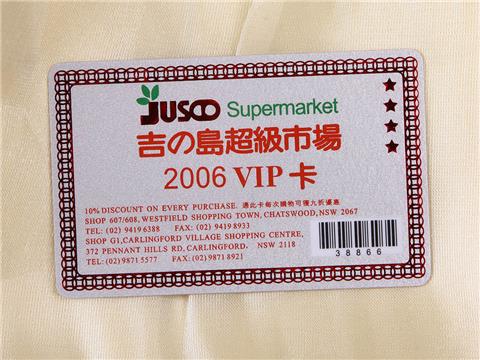 JUSCO Supermarket
吉の島超級市場
2006 VIP 卡
10% DISCOUNT ON EVERY PURCHASE. 憑此卡每次購物可獲九折優惠
SHOP 607/608, WESTFIELD SHOPPING TOWN, CHATSWOOD, NSW 2067
TEL: (02) 9419 6388 FAX: (02) 9419 8933
SHOP G1, CARLINGFORD VILLAGE SHOPPING CENTRE,
372 PENNANT HILLS RD, CARLINGFORD. NSW 2118
TEL: (02) 9871 5577 FAX: (02) 9871 8921
38866